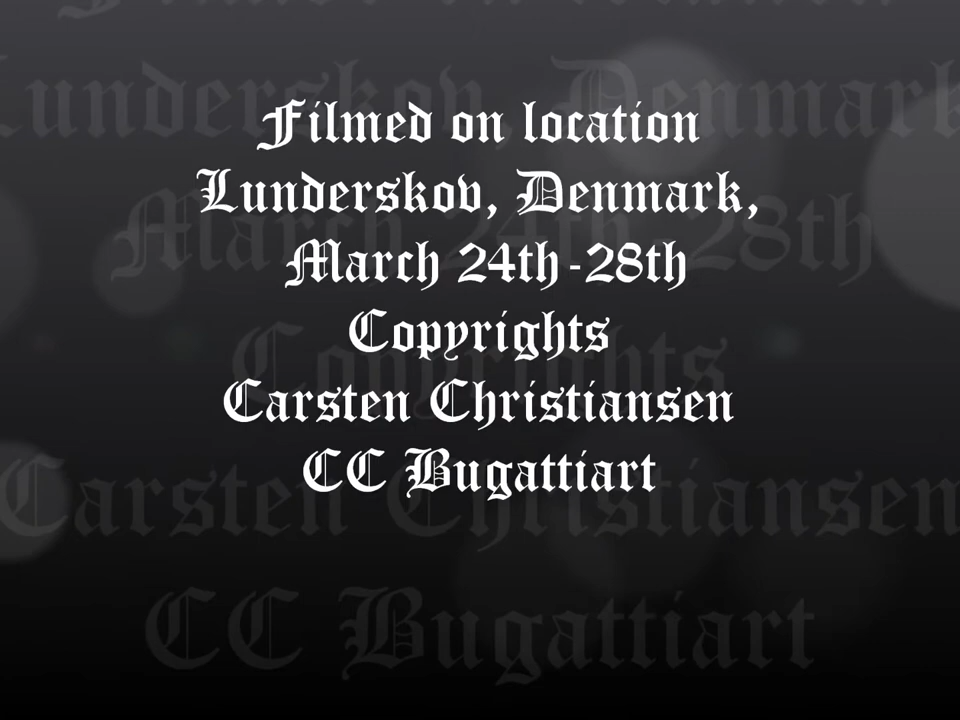 Filmed on location
Lunderskov, Denmark,
March 24th-28th
Copyrights
Carsten Christiansen
CC Bugattiart